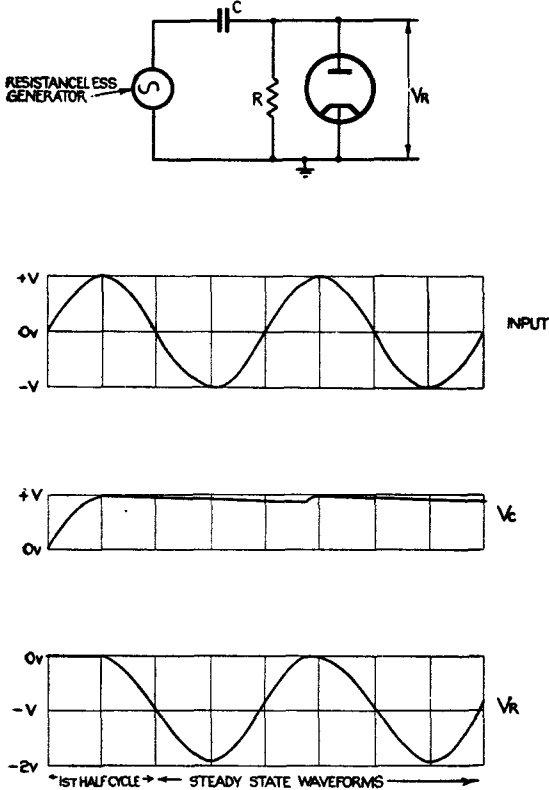 C
RESISTANCELESS
GENERATOR
R
VR
+V
0v
-V
INPUT
+V
0v
Vc
0v
-V
-2v
VR
1ST HALF CYCLE
STEADY STATE WAVEFORMS